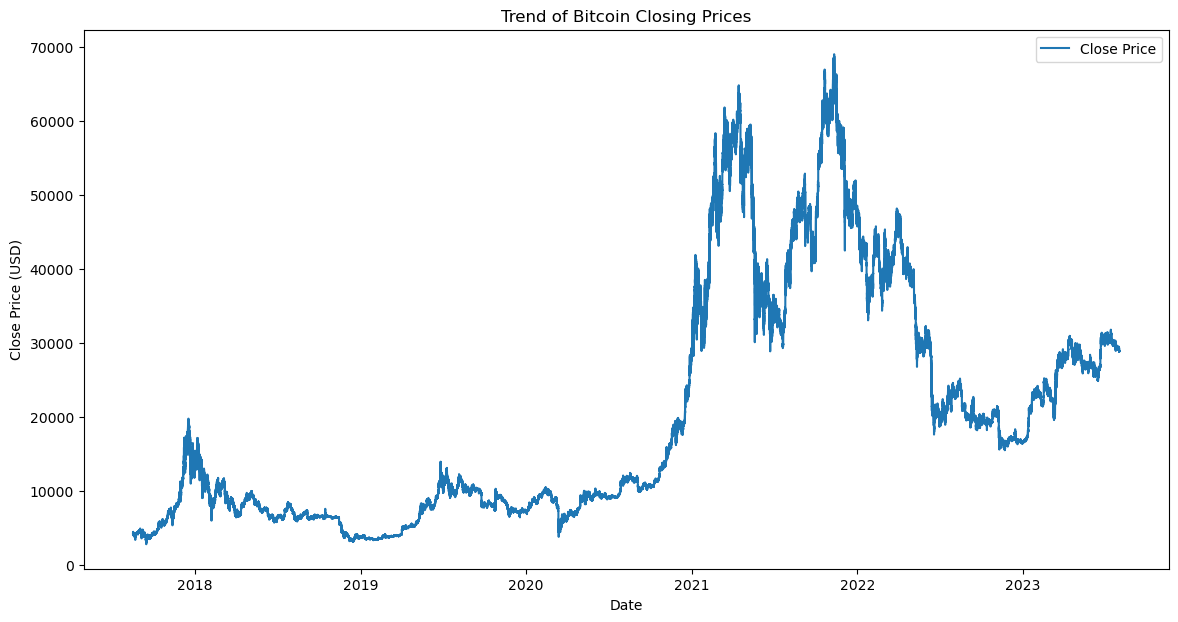 Trend of Bitcoin Closing Prices
Close Price
70000
60000
50000
40000
30000
20000
10000
0
Close Price (USD)
2018 2019 2020 2021 2022 2023
Date